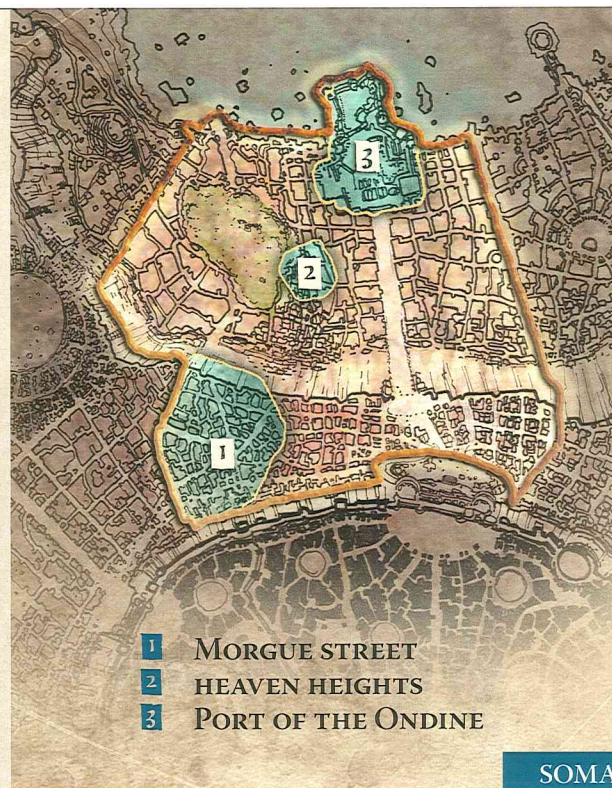 3
2
1
1 Morgue street
2 heaven heights
3 Port of the Ondine
SOMA